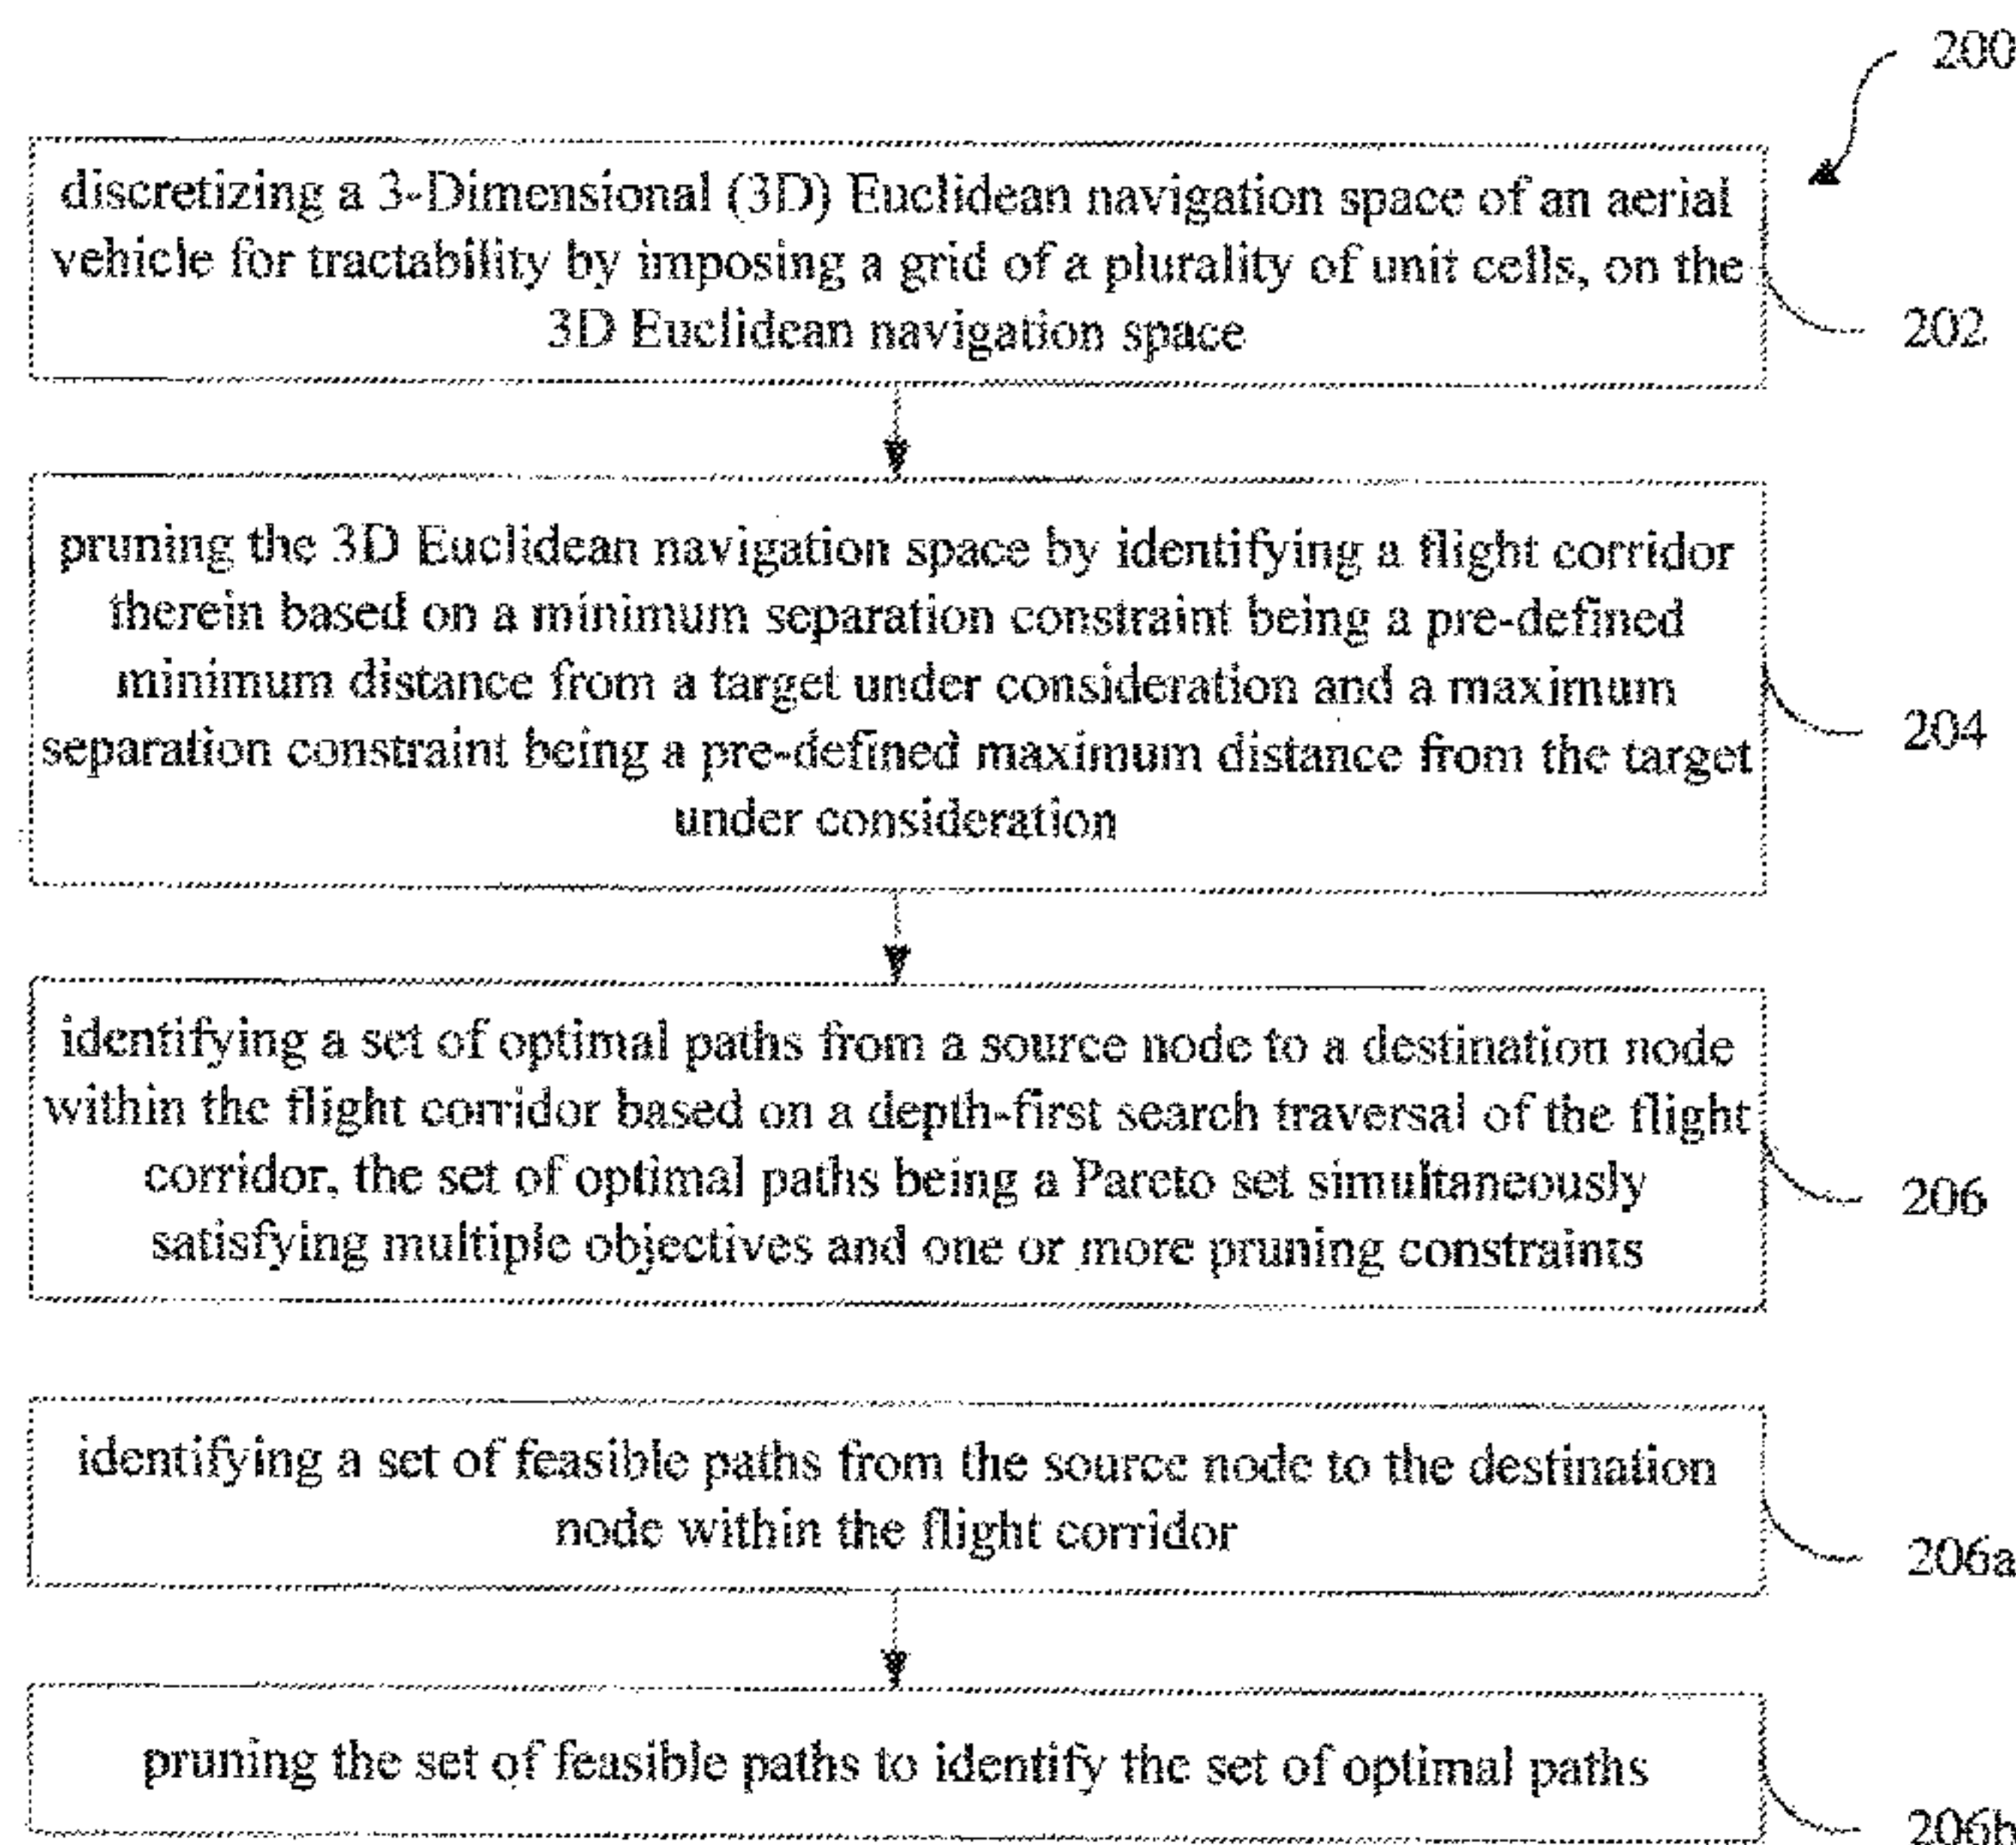 200
discretizing a 3-Dimensional (3D) Euclidean navigation space of an aerial
vehicle for tractability by imposing a grid of a plurality of unit cells, on the
3D Euclidean navigation space
202
pruning the 3D Euclidean navigation space by identifying a flight corridor
therein based on a minimum separation constraint being a pre-defined
minimum distance from a target under consideration and a maximum
separation constraint being a pre-defined maximum distance from the target
under consideration
204
identifying a set of optimal paths from a source node to a destination node
within the flight corridor based on a depth-first search traversal of the flight
corridor, the set of optimal paths being a Pareto set simultaneously
satisfying multiple objectives and one or more pruning constraints
206
identifying a set of feasible paths from the source node to the destination
node within the flight corridor
206a
pruning the set of feasible paths to identify the set of optimal paths
206b